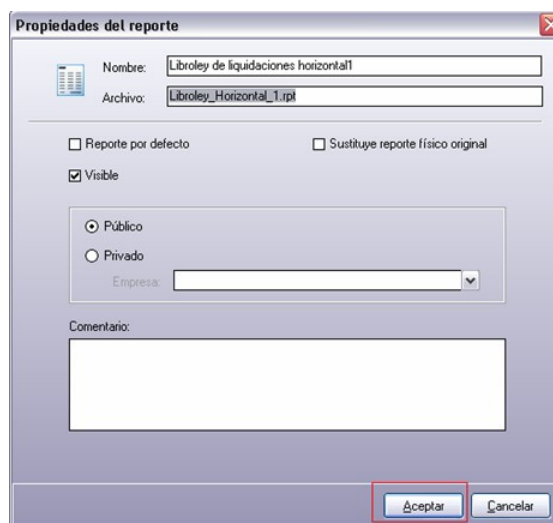 Propiedades del reporte
Nombre: Libroley de liquidaciones horizontal1
Archivo: Libroley_Horizontal_1.rpt
Reporte por defecto
Sustituye reporte físico original
Visible
Público
Privado
Empresa:
Comentario:
Aceptar
Cancelar